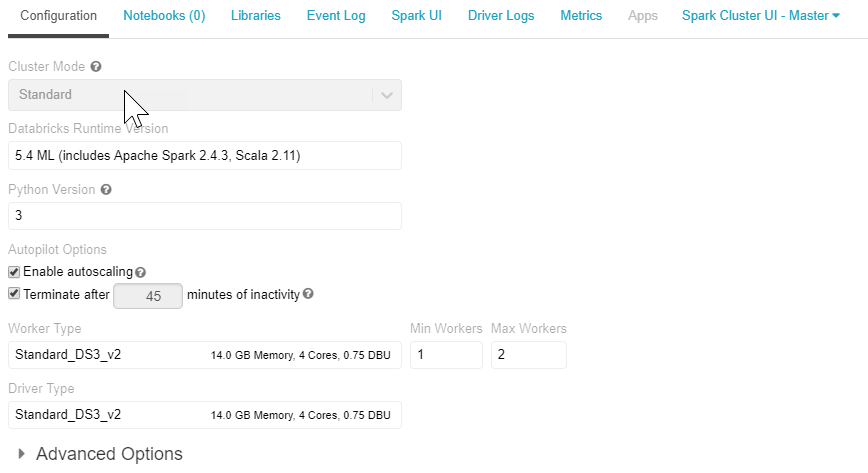 Configuration Notebooks (0) Libraries Event Log Spark UI Driver Logs Metrics Apps Spark Cluster UI - Master
Cluster Mode
Standard
Databricks Runtime Version
5.4 ML (includes Apache Spark 2.4.3, Scala 2.11)
Python Version
3
Autopilot Options
Enable autoscaling
Terminate after 45 minutes of inactivity
Worker Type Min Workers Max Workers
Standard_DS3_v2 14.0 GB Memory, 4 Cores, 0.75 DBU 1 2
Driver Type
Standard_DS3_v2 14.0 GB Memory, 4 Cores, 0.75 DBU
Advanced Options